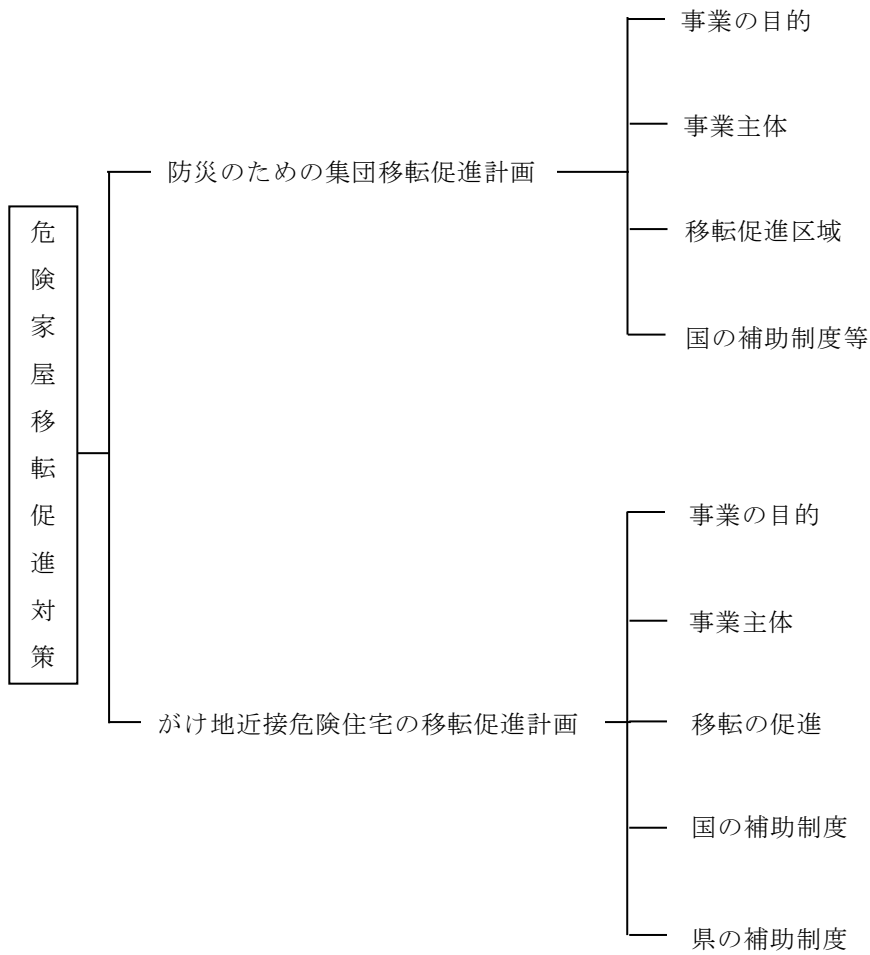 危険家屋移転促進対策
防災のための集団移転促進計画
事業の目的
事業主体
移転促進区域
国の補助制度等
がけ地近接危険住宅の移転促進計画
事業の目的
事業主体
移転の促進
国の補助制度
県の補助制度